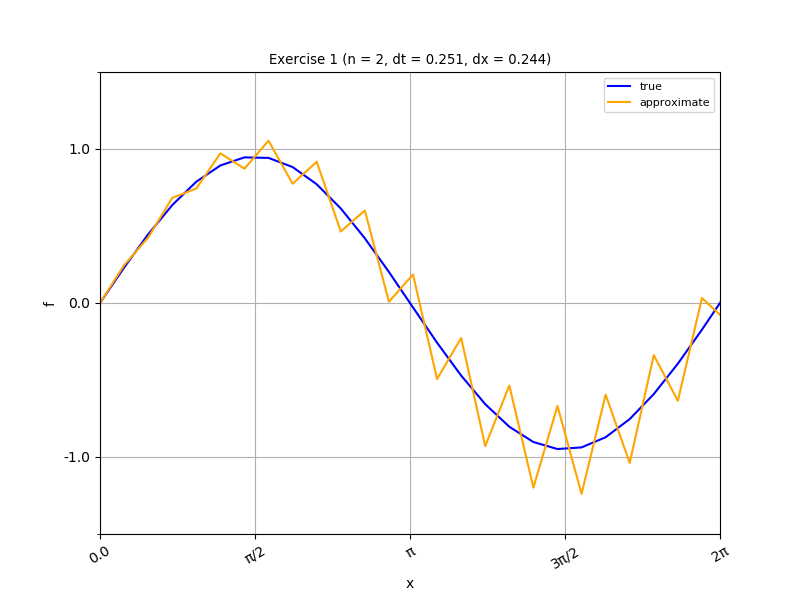 Exercise 1 (n = 2, dt = 0.251, dx = 0.244)
true
approximate
1.0
0.0
-1.0
f
0.0
π/2
π
3π/2
2π
x